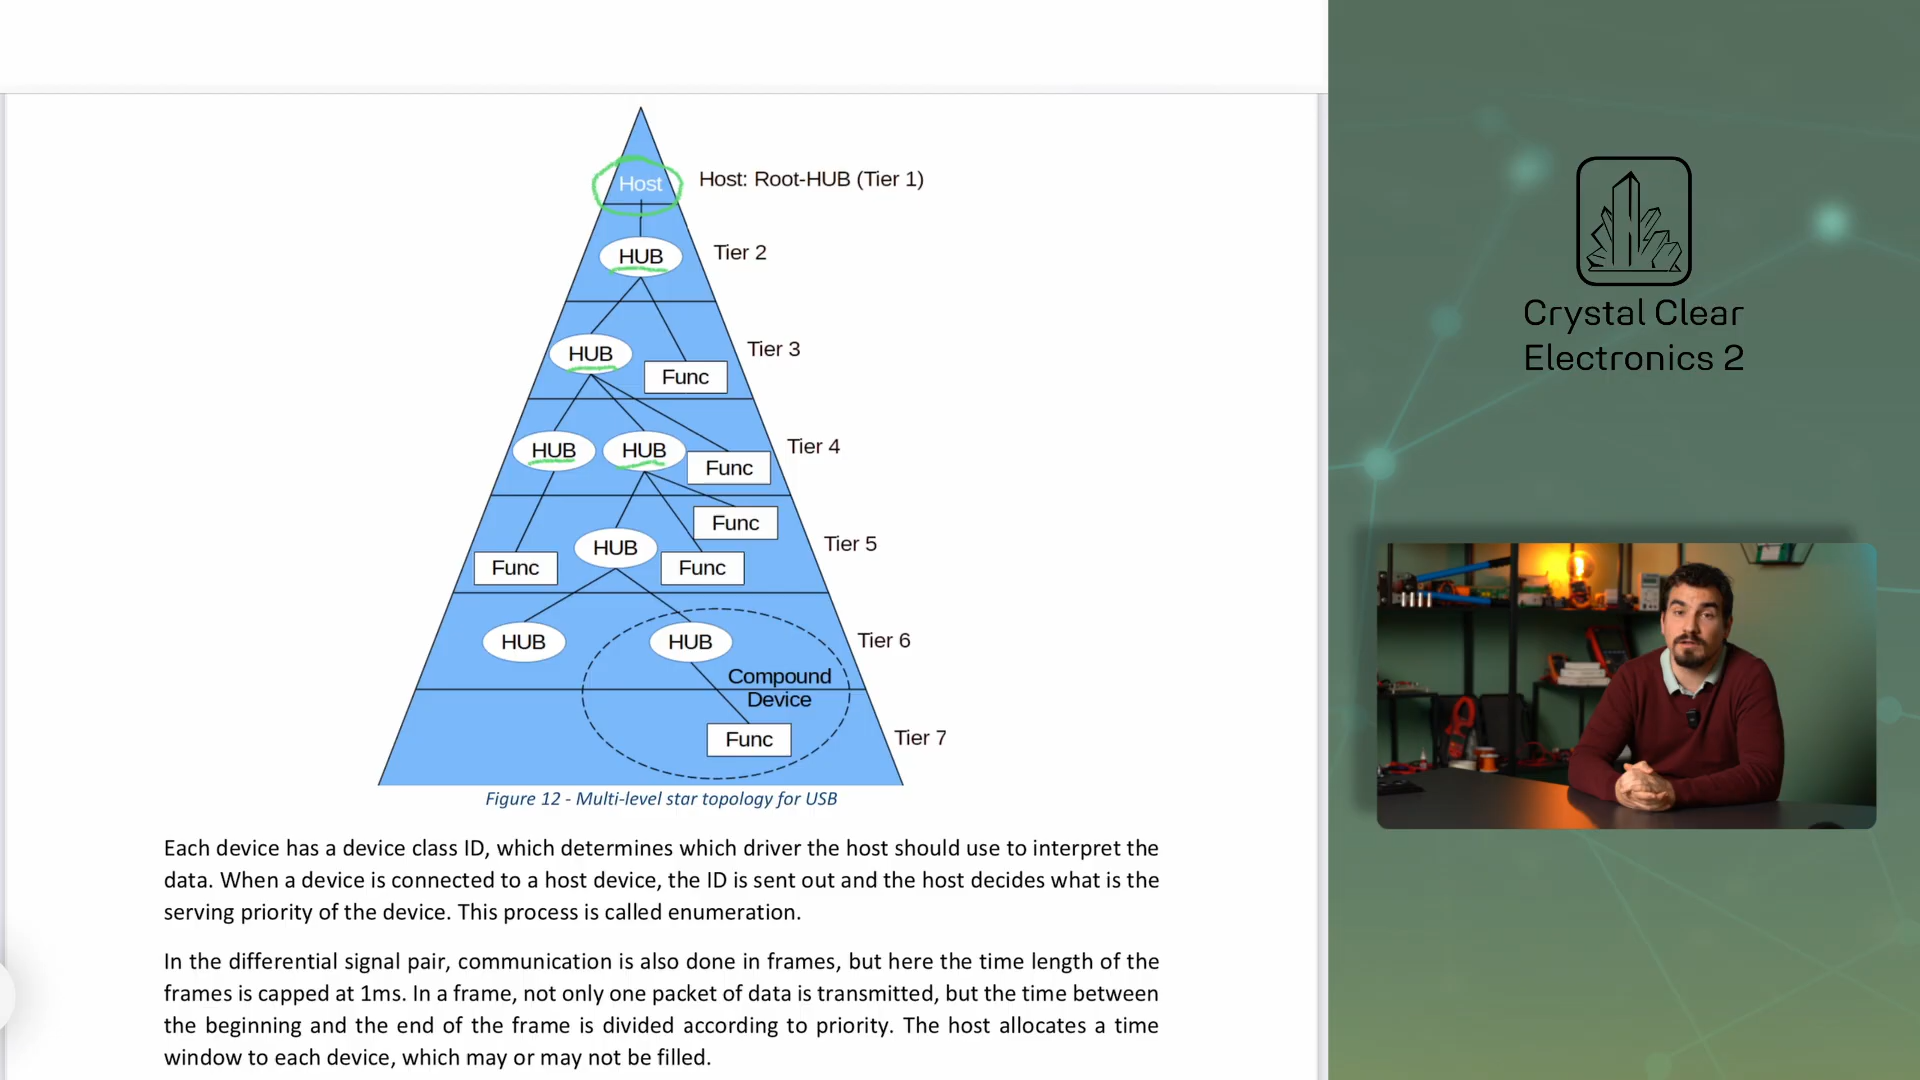 Host
Host: Root-HUB (Tier 1)
HUB
Tier 2
HUB
Func
Tier 3
HUB
HUB
Func
Tier 4
Func
HUB
Func
Func
Tier 5
HUB
HUB
Tier 6
Compound
Device
Func
Tier 7
Figure 12 - Multi-level star topology for USB
Each device has a device class ID, which determines which driver the host should use to interpret the
data. When a device is connected to a host device, the ID is sent out and the host decides what is the
serving priority of the device. This process is called enumeration.
In the differential signal pair, communication is also done in frames, but here the time length of the
frames is capped at 1ms. In a frame, not only one packet of data is transmitted, but the time between
the beginning and the end of the frame is divided according to priority. The host allocates a time
window to each device, which may or may not be filled.
Crystal Clear
Electronics 2